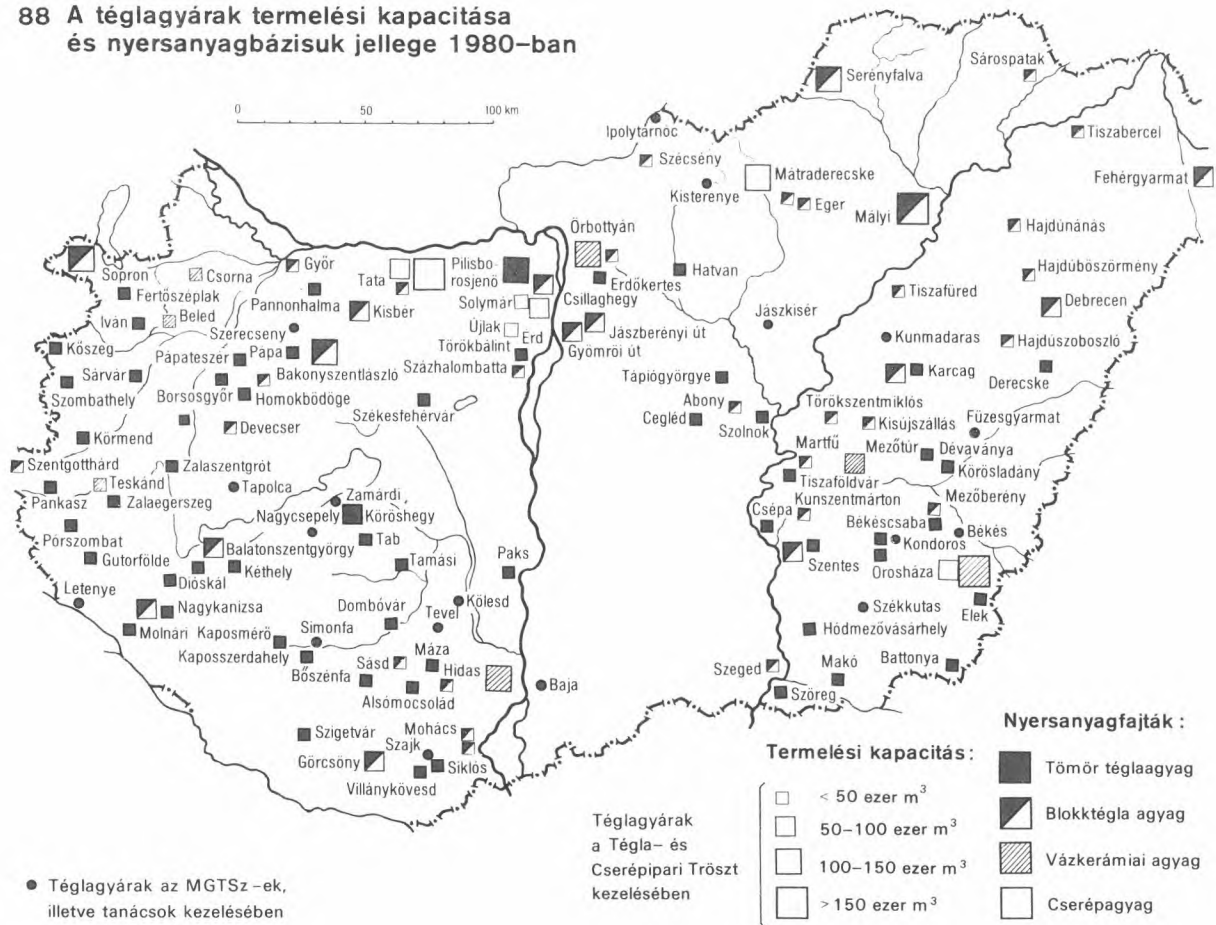 88 A téglagyárak termelési kapacitása
és nyersanyagbázisuk jellege 1980–ban
0 50 100 km
Serényfalva
Sárospatak
Ipolytarnóc
Szécsény
Kisterenye
Mátraderecske
Eger
Mályi
Tiszabercel
Fehérgyarmat
Hajdúnánás
Hajdúböszörmény
Debrecen
Tiszafüred
Hajdúszoboszló
Kunmadaras
Karcag
Derecske
Sopron
Csorna
Győr
Tata
Pilisbo-
rosjenő
Örbottyán
Erdőkertes
Hatvan
Csillaghegy
Jászberényi út
Gyömrői út
Jászkisér
Fertőszéplak
Beled
Iván
Pannonhalma
Kisbér
Solymár
Újlak
Érd
Törökbálint
Százhalombatta
Szerecseny
Kőszeg
Pápateszér
Pápa
Bakonyszentlászló
Sárvár
Szombathely
Borsosgyőr
Homokbödöge
Székesfehérvár
Tápiógyörgye
Abony
Cegléd
Szolnok
Törökszentmiklós
Kisújszállás
Füzesgyarmat
Martfű
Mezőtúr
Dévaványa
Körösladány
Tiszaföldvár
Körmend
Devecser
Szentgotthárd
Teskánd
Zalaszentgrót
Pankasz
Zalaegerszeg
Tapolca
Zamárdi
Nagycsepely
Köröshegy
Pórszombat
Gutorfölde
Balatonszentgyörgy
Tab
Dióskál
Kéthely
Tamási
Paks
Kunszentmárton
Mezőberény
Csépa
Békéscsaba
Békés
Kondoros
Szentes
Orosháza
Elek
Letenye
Nagykanizsa
Molnári
Kaposmérő
Simonfa
Dombóvár
Kölesd
Tevel
Székkutas
Hódmezővásárhely
Kaposszerdahely
Bőszénfa
Sásd
Máza
Hidas
Alsómocsolád
Baja
Szeged
Makó
Battonya
Szöreg
Szigetvár
Mohács
Szajk
Görcsöny
Siklós
Villánykövesd
Téglagyárak
a Tégla– és
Cserépipari Tröszt
kezelésében
Termelési kapacitás:
< 50 ezer m³
50–100 ezer m³
100–150 ezer m³
>150 ezer m³
Nyersanyagfajták :
Tömör téglaagyag
Blokktégla agyag
Vázkerámiai agyag
Cserépagyag
Téglagyárak az MGTSz –ek,
illetve tanácsok kezelésében